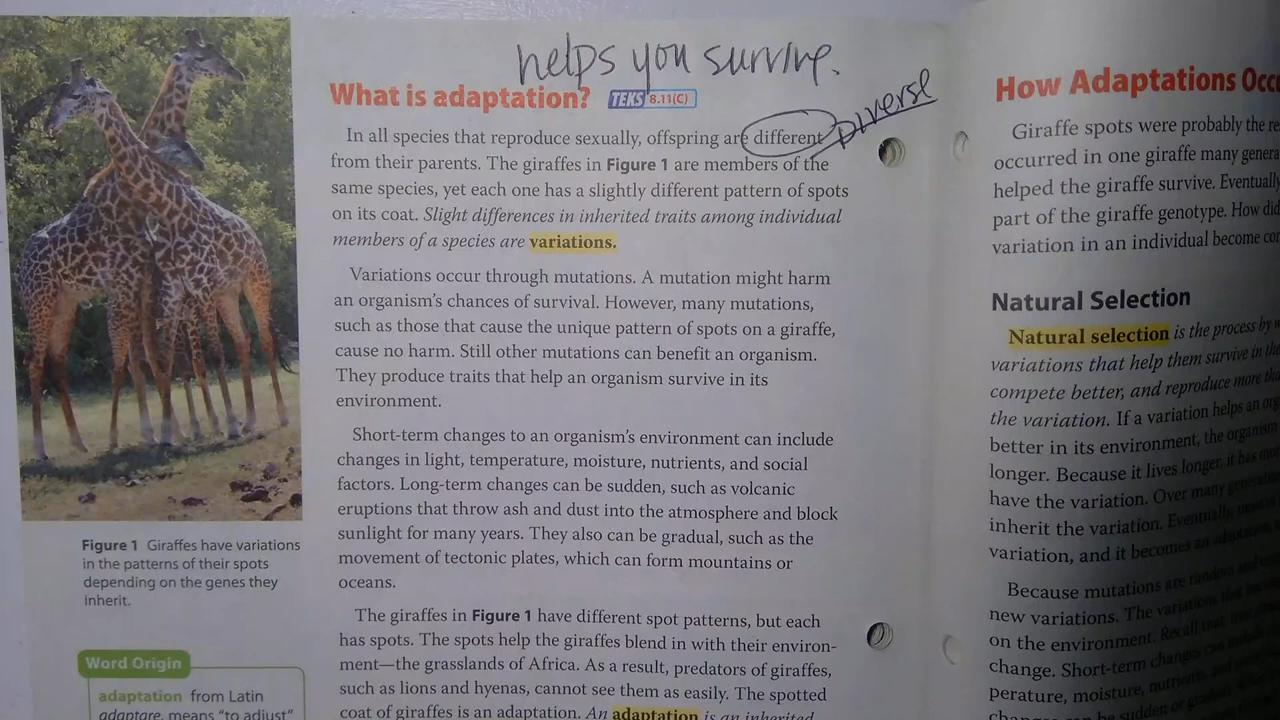 helps you survive.
What is adaptation? TEKS 8.11(C)
Diverse
In all species that reproduce sexually, offspring are different
from their parents. The giraffes in Figure 1 are members of the
same species, yet each one has a slightly different pattern of spots
on its coat. Slight differences in inherited traits among individual
members of a species are variations.
Variations occur through mutations. A mutation might harm
an organism's chances of survival. However, many mutations,
such as those that cause the unique pattern of spots on a giraffe,
cause no harm. Still other mutations can benefit an organism.
They produce traits that help an organism survive in its
environment.
Short-term changes to an organism's environment can include
changes in light, temperature, moisture, nutrients, and social
factors. Long-term changes can be sudden, such as volcanic
eruptions that throw ash and dust into the atmosphere and block
sunlight for many years. They also can be gradual, such as the
movement of tectonic plates, which can form mountains or
oceans.
The giraffes in Figure 1 have different spot patterns, but each
has spots. The spots help the giraffes blend in with their environ-
ment—the grasslands of Africa. As a result, predators of giraffes,
such as lions and hyenas, cannot see them as easily. The spotted
coat of giraffes is an adaptation. An adaptation is an inherited
Figure 1 Giraffes have variations
in the patterns of their spots
depending on the genes they
inherit.
Word Origin
adaptation from Latin
adaptare, means "to adjust"
How Adaptations
Giraffe spots were probably the
occurred in one giraffe many
helped the giraffe survive. Eventually
part of the giraffe genotype. How did
variation in an individual become
Natural Selection
Natural selection is the process by
variations that help them survive in
compete better, and reproduce more
the variation. If a variation helps an
better in its environment, the organism
longer. Because it lives longer, it has
have the variation. Over many generations
inherit the variation. Eventually,
variation, and it becomes an adaptation.
Because mutations are random and
new variations. The variations that
on the environment. Recall that
change. Short-term changes can
perature, moisture, nutrients, and
changes can be sudden or gradual.